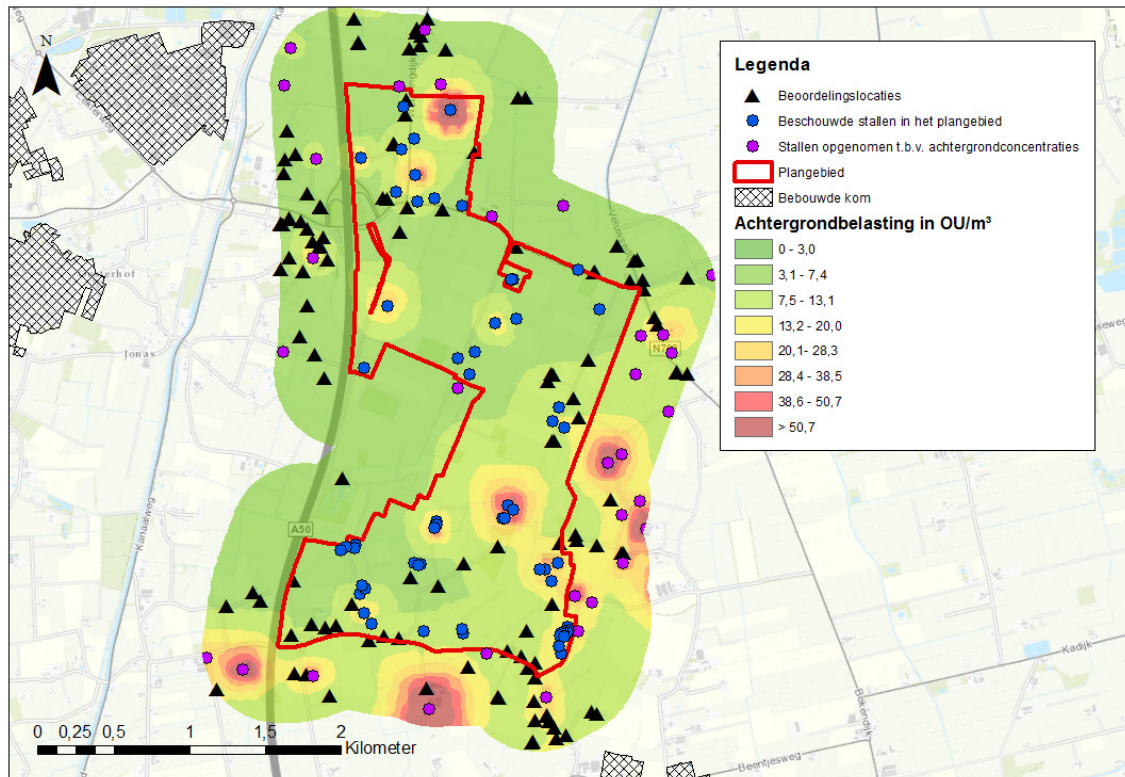 N
Legenda
Beoordelingslocaties
Beschouwde stallen in het plangebied
Stallen opgenomen t.b.v. achtergrondconcentraties
Plangebied
Bebouwde kom
Achtergrondbelasting in OU/m³
0 - 3,0
3,1 - 7,4
7,5 - 13,1
13,2 - 20,0
20,1- 28,3
28,4 - 38,5
38,6 - 50,7
> 50,7
Jonas
A50
Kanaalweg
Kadijk
Bekendijk
Beentjesweg
0 0,25 0,5 1 1,5 2
Kilometer